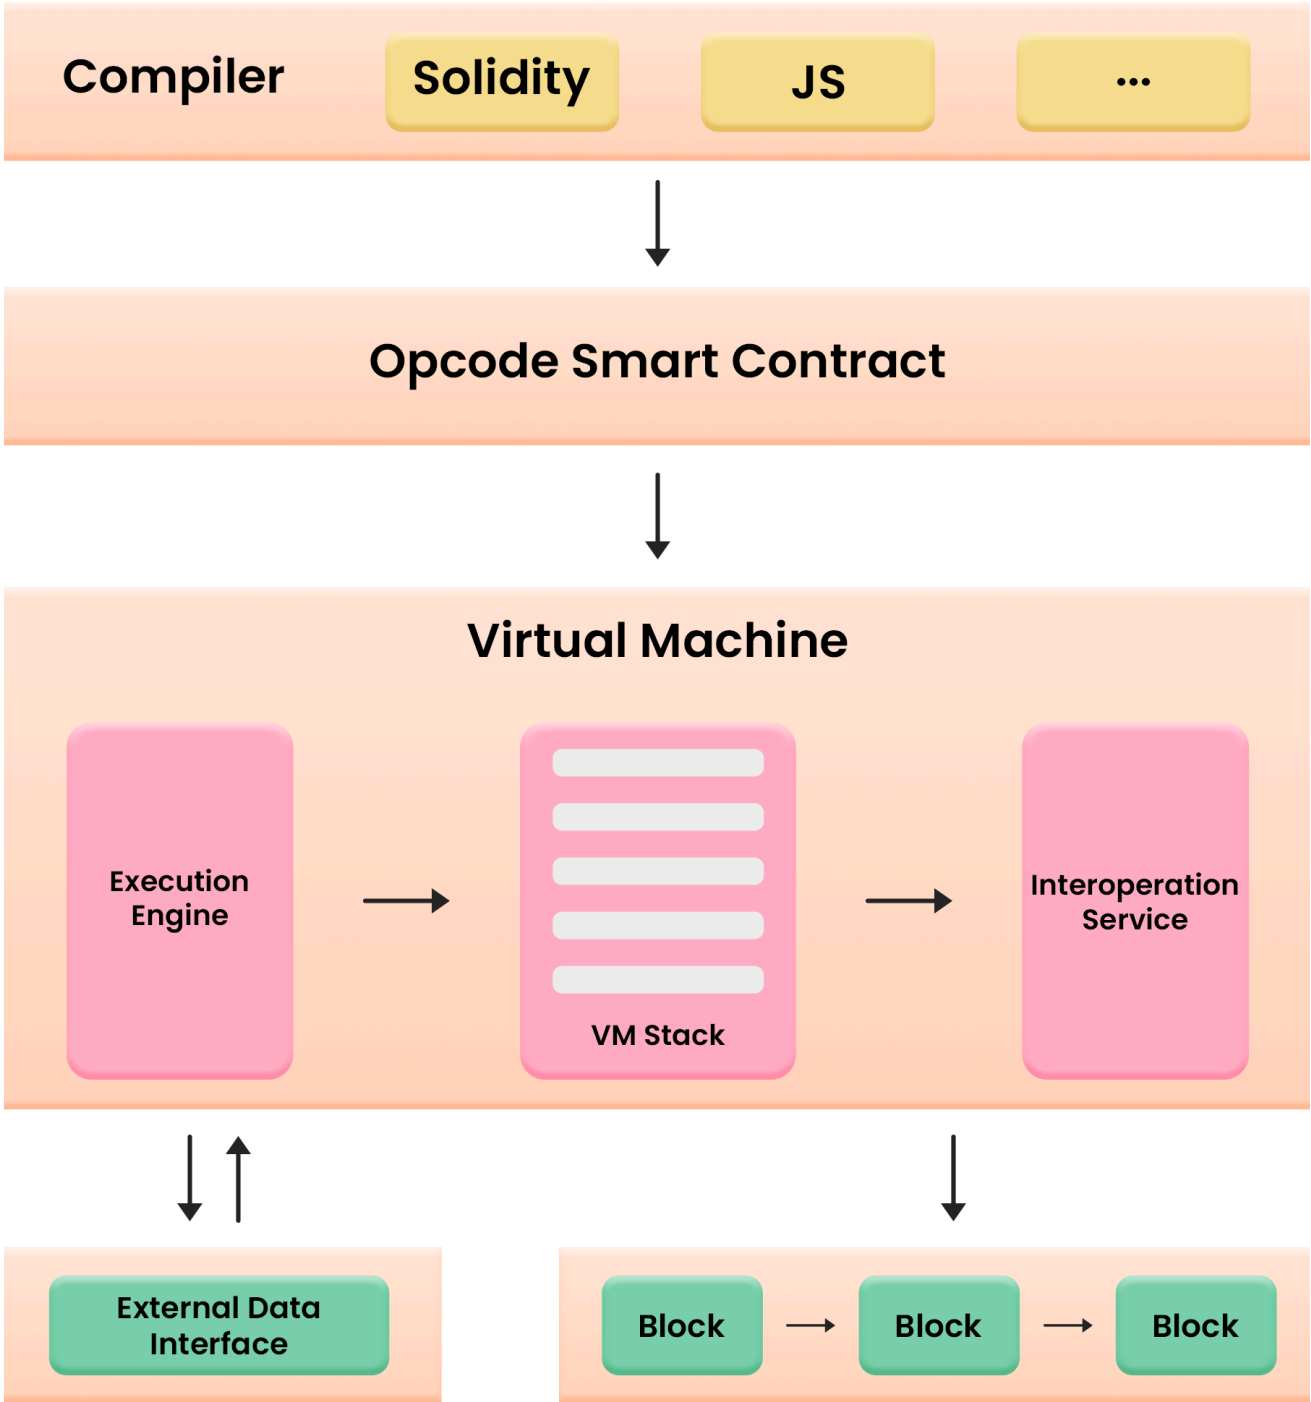 Compiler
Solidity
JS
...
Opcode Smart Contract
Virtual Machine
Execution
Engine
VM Stack
Interoperation
Service
External Data
Interface
Block
Block
Block